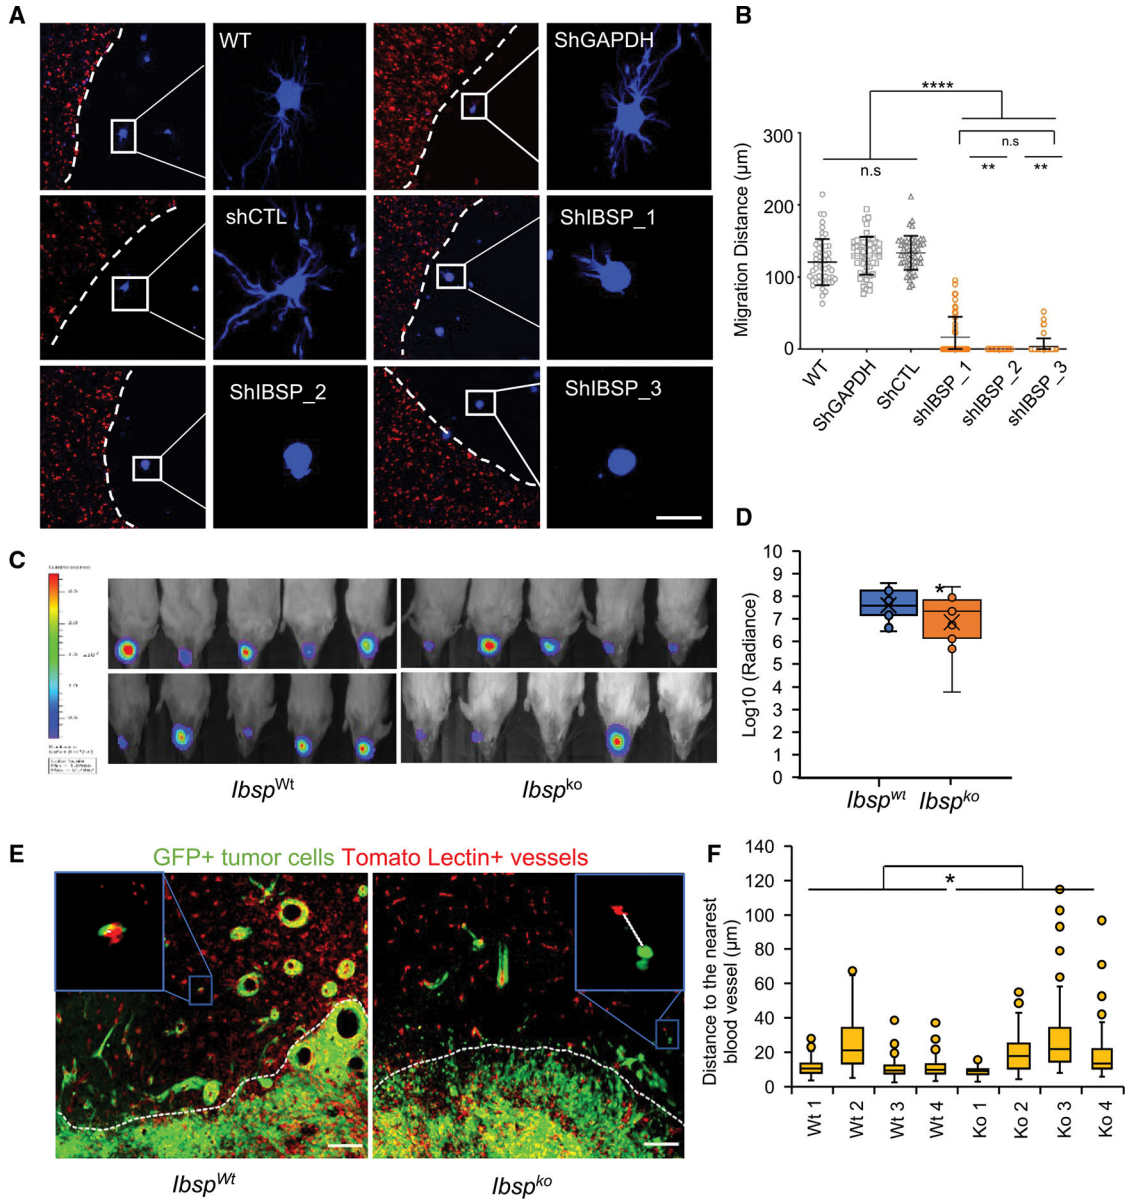 A
WT
ShGAPDH
shCTL
ShIBSP_1
ShIBSP_2
ShIBSP_3
B
****
n.s
n.s
**
**
Migration Distance (µm)
300
200
100
0
WT
ShGAPDH
ShCTL
shIBSP_1
shIBSP_2
shIBSP_3
C
Ibsp^Wt
Ibsp^ko
D
Log10 (Radiance)
10
9
8
7
6
5
4
3
2
1
0
*
Ibsp^wt
Ibsp^ko
E
GFP+ tumor cells Tomato Lectin+ vessels
Ibsp^Wt
Ibsp^ko
F
Distance to the nearest
blood vessel (µm)
140
120
100
80
60
40
20
0
*
Wt 1
Wt 2
Wt 3
Wt 4
Ko 1
Ko 2
Ko 3
Ko 4